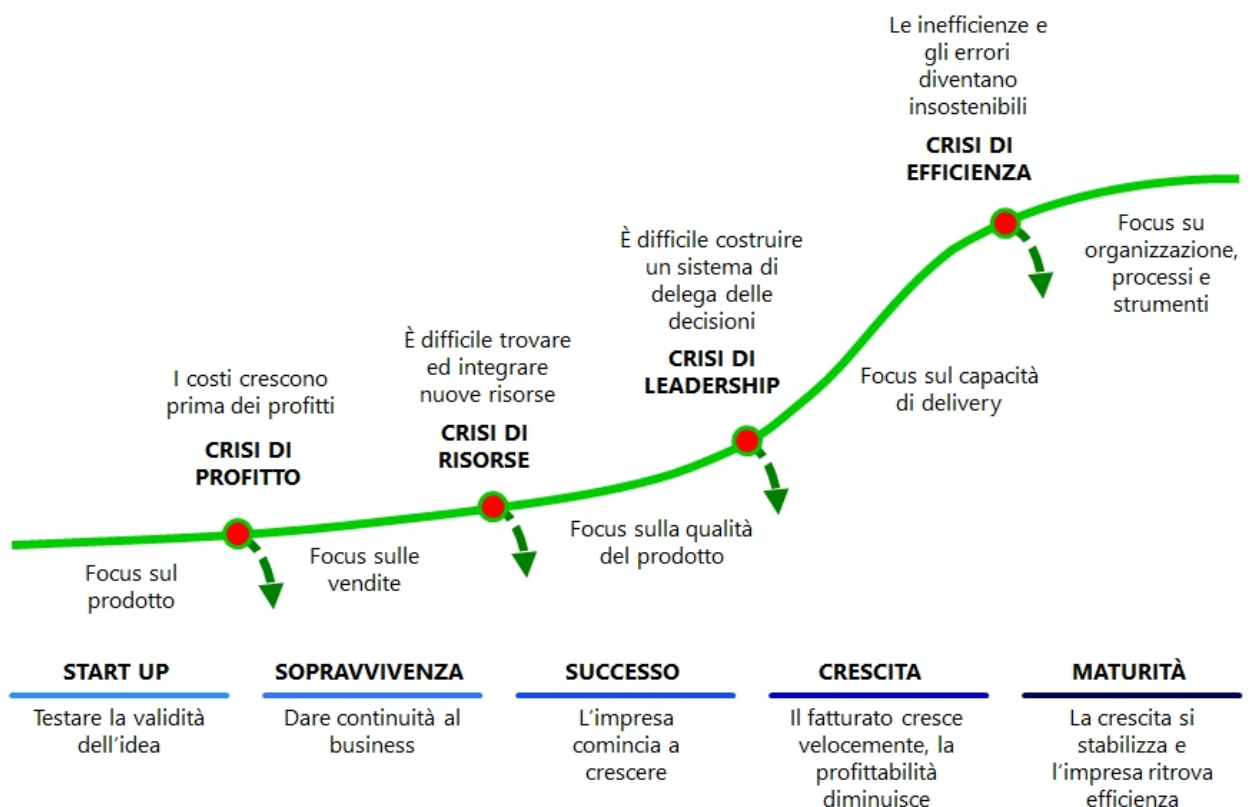 Le inefficienze e
gli errori
diventano
insostenibili
CRISI DI
EFFICIENZA
È difficile costruire
un sistema di
delega delle
decisioni
CRISI DI
LEADERSHIP
È difficile trovare
ed integrare
nuove risorse
CRISI DI
RISORSE
I costi crescono
prima dei profitti
CRISI DI
PROFITTO
Focus sul
prodotto
Focus sulle
vendite
Focus sulla qualità
del prodotto
Focus sul capacità
di delivery
Focus su
organizzazione,
processi e
strumenti
START UP
Testare la validità
dell'idea
SOPRAVVIVENZA
Dare continuità al
business
SUCCESSO
L'impresa
comincia a
crescere
CRESCITA
Il fatturato cresce
velocemente, la
profittabilità
diminuisce
MATURITÀ
La crescita si
stabilizza e
l'impresa ritrova
efficienza